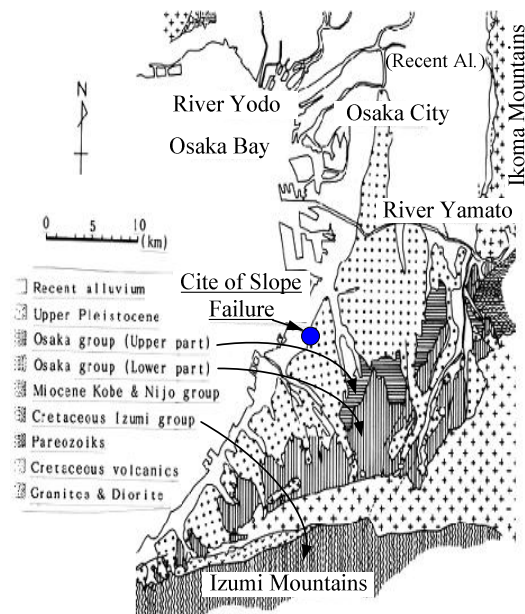 (Recent Al.)
N
River Yodo
Osaka City
Osaka Bay
Ikoma Mountains
River Yamato
0 5 10
(km)
Cite of Slope
Failure
Recent alluvium
Upper Pleistocene
Osaka group (Upper part)
Osaka group (Lower part)
Miocene Kobe & Nijo group
Cretaceous Izumi group
Pareozoiks
Cretaceous volcanics
Granites & Diorite
Izumi Mountains